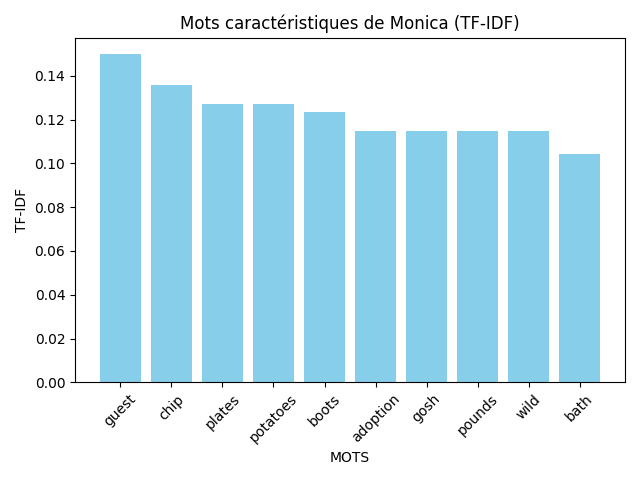 Mots caractéristiques de Monica (TF-IDF)
TF-IDF
0.14
0.12
0.10
0.08
0.06
0.04
0.02
0.00
guest chip plates potatoes boots adoption gosh pounds wild bath
MOTS